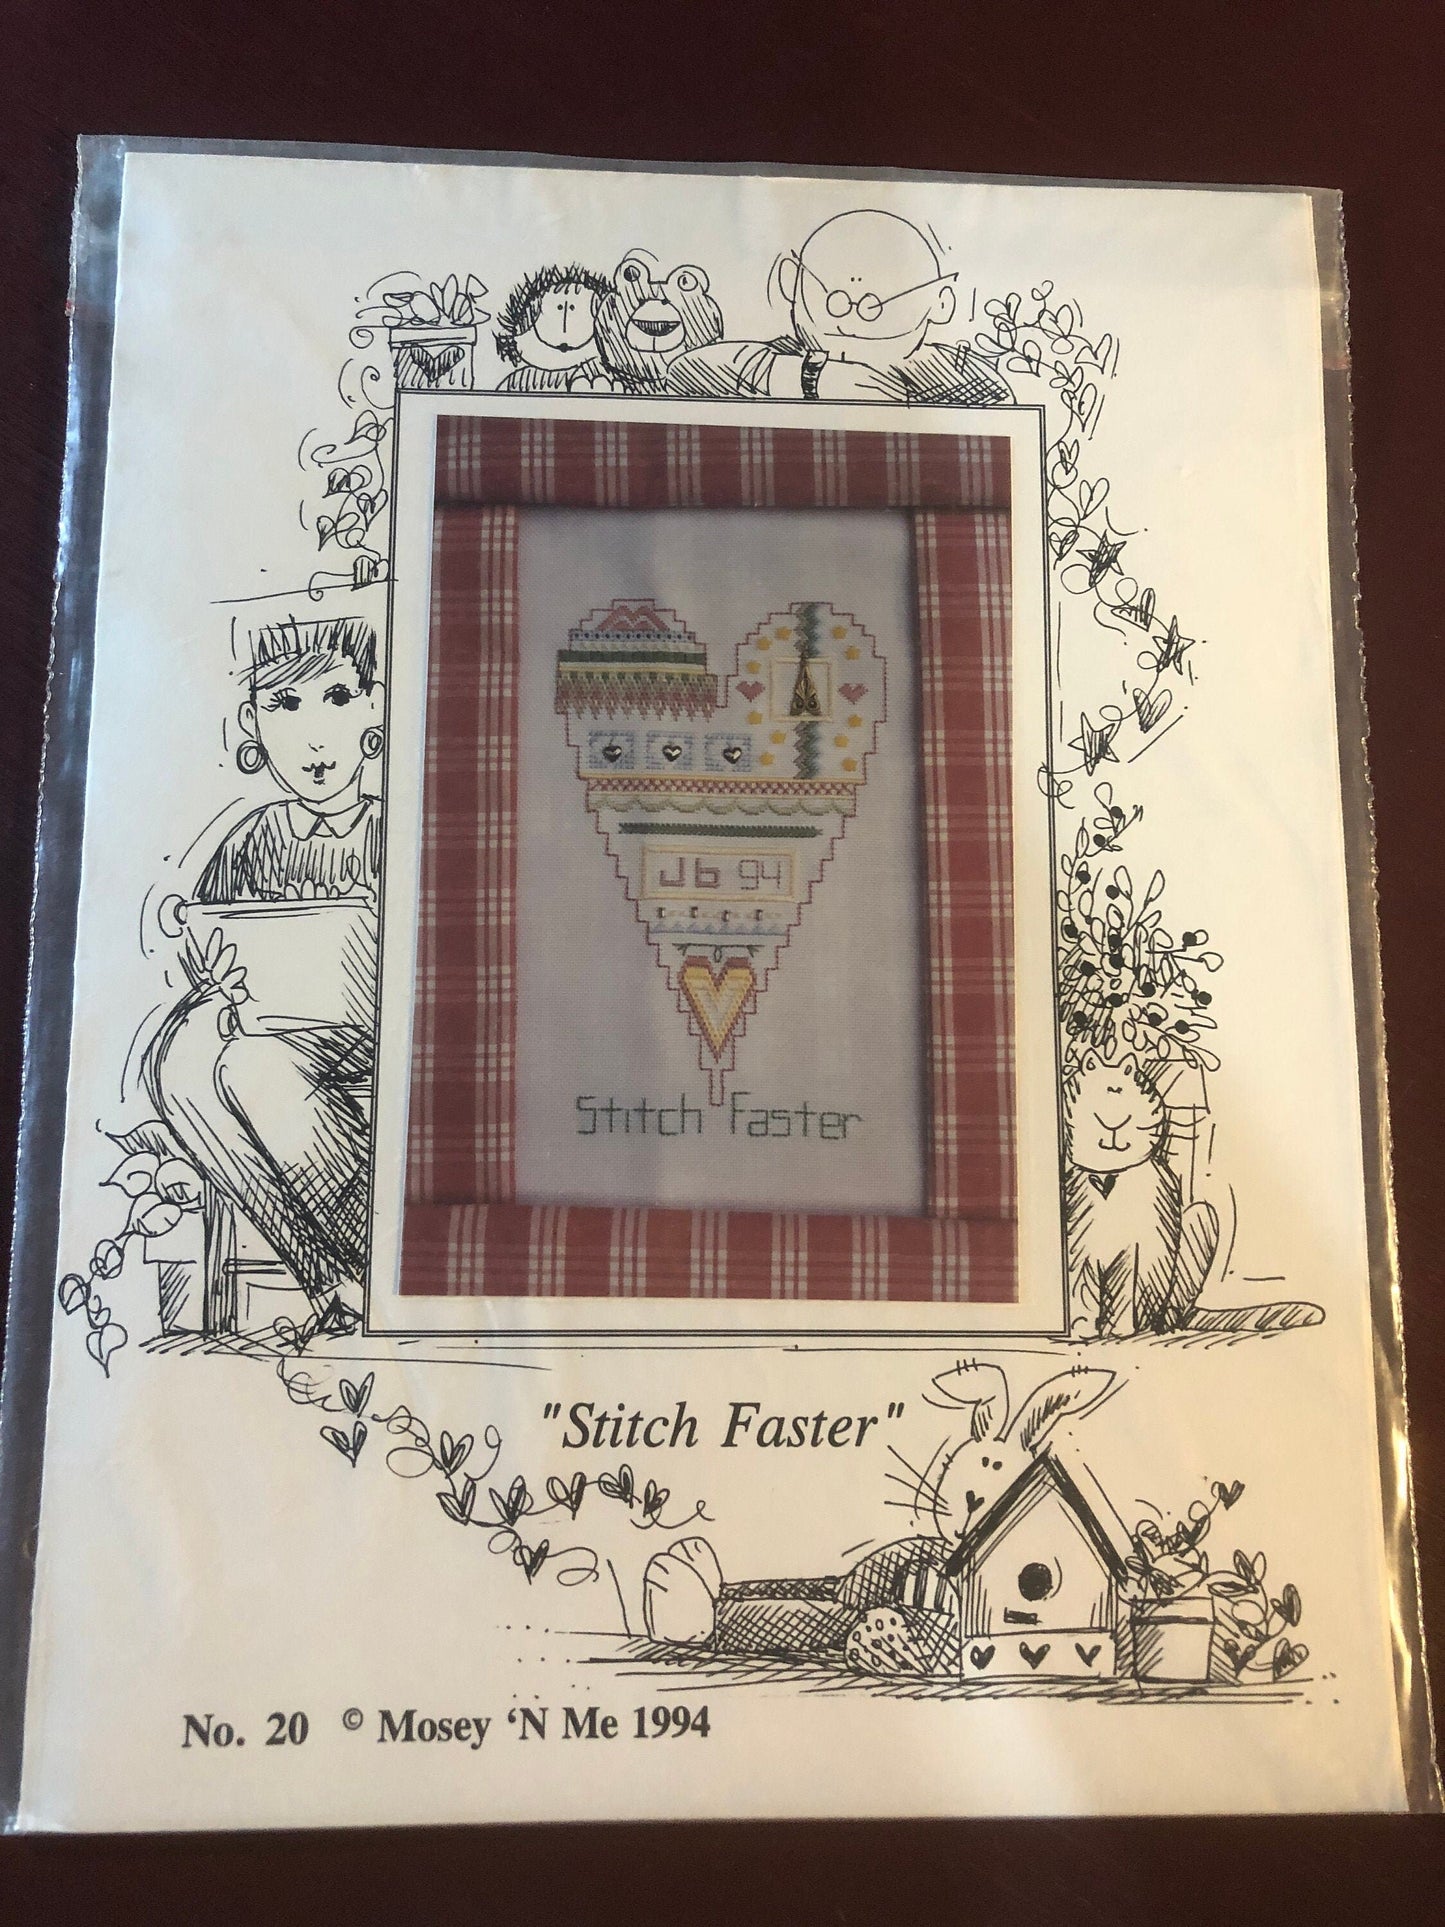 Jb 94
Stitch Faster
"Stitch Faster"
No. 20 © Mosey 'N Me 1994